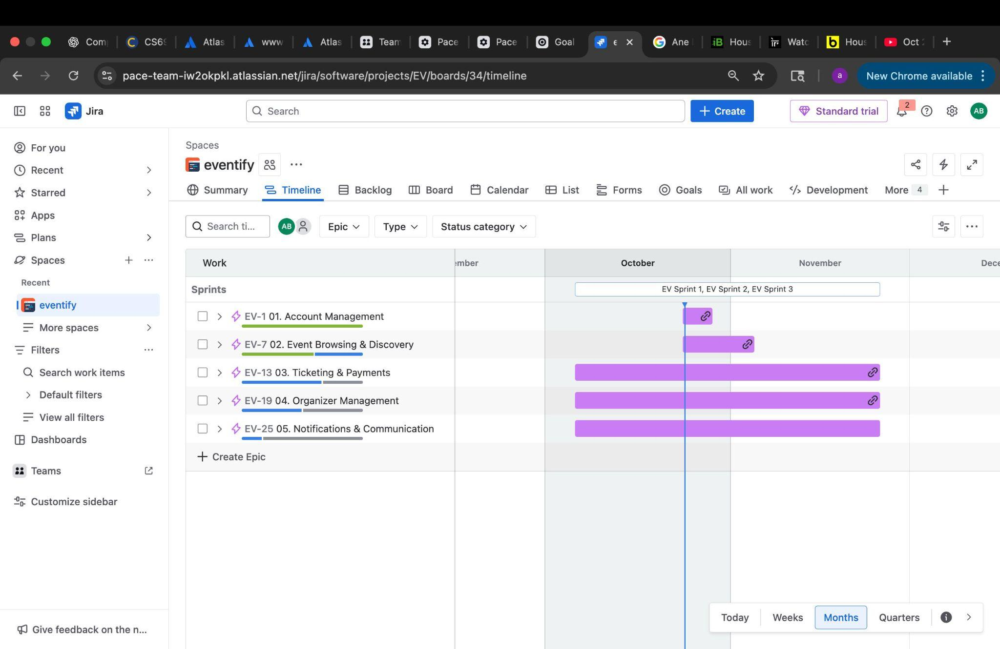 Com
CS69
Atlas
www
Atlas
Team
Pace
Pace
Goal
e
Ane
iB Hous
ir Watc
b Hous
Oct 2
pace-team-iw2okpkl.atlassian.net/jira/software/projects/EV/boards/34/timeline
a
New Chrome available
Jira
Search
Create
Standard trial
2
AB
For you
Recent
Starred
Apps
Plans
Spaces
Recent
eventify
More spaces
Filters
Search work items
Default filters
View all filters
Dashboards
Teams
Customize sidebar
Give feedback on the n...
Spaces
eventify
Summary
Timeline
Backlog
Board
Calendar
List
Forms
Goals
All work
Development
More 4
Search ti...
AB
Epic
Type
Status category
Work
ember
October
November
Dece
Sprints
EV Sprint 1, EV Sprint 2, EV Sprint 3
EV-1 01. Account Management
EV-7 02. Event Browsing & Discovery
EV-13 03. Ticketing & Payments
EV-19 04. Organizer Management
EV-25 05. Notifications & Communication
Create Epic
Today
Weeks
Months
Quarters